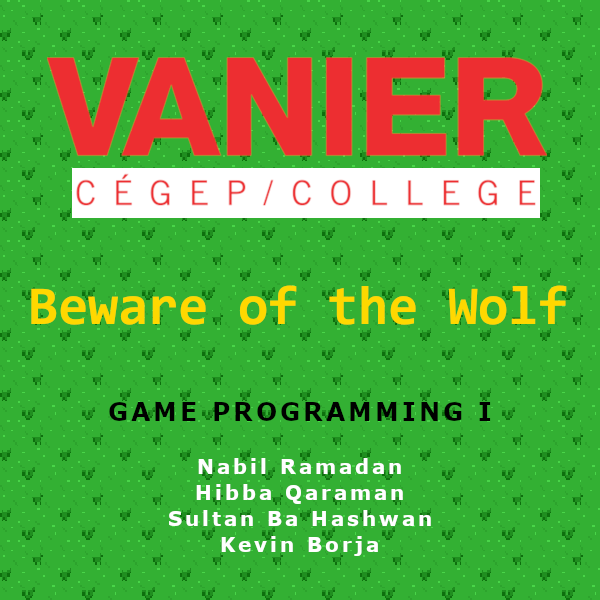 VANIER
CÉGEP/COLLEGE
Beware of the Wolf
GAME PROGRAMMING I
Nabil Ramadan
Hibba Qaraman
Sultan Ba Hashwan
Kevin Borja